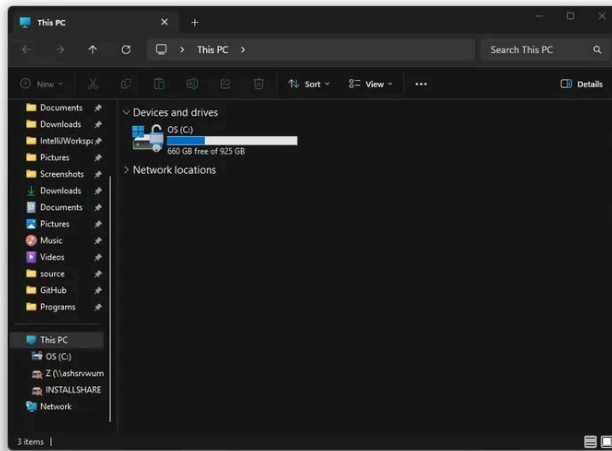 This PC
This PC
Search This PC
New
Sort
View
Details
Documents
Downloads
IntelliJWorkspa
Pictures
Screenshots
Downloads
Documents
Pictures
Music
Videos
source
GitHub
Programs
This PC
OS (C:)
Z (\\ashsrvwum
INSTALLSHARE
Network
Devices and drives
OS (C:)
660 GB free of 925 GB
Network locations
3 items